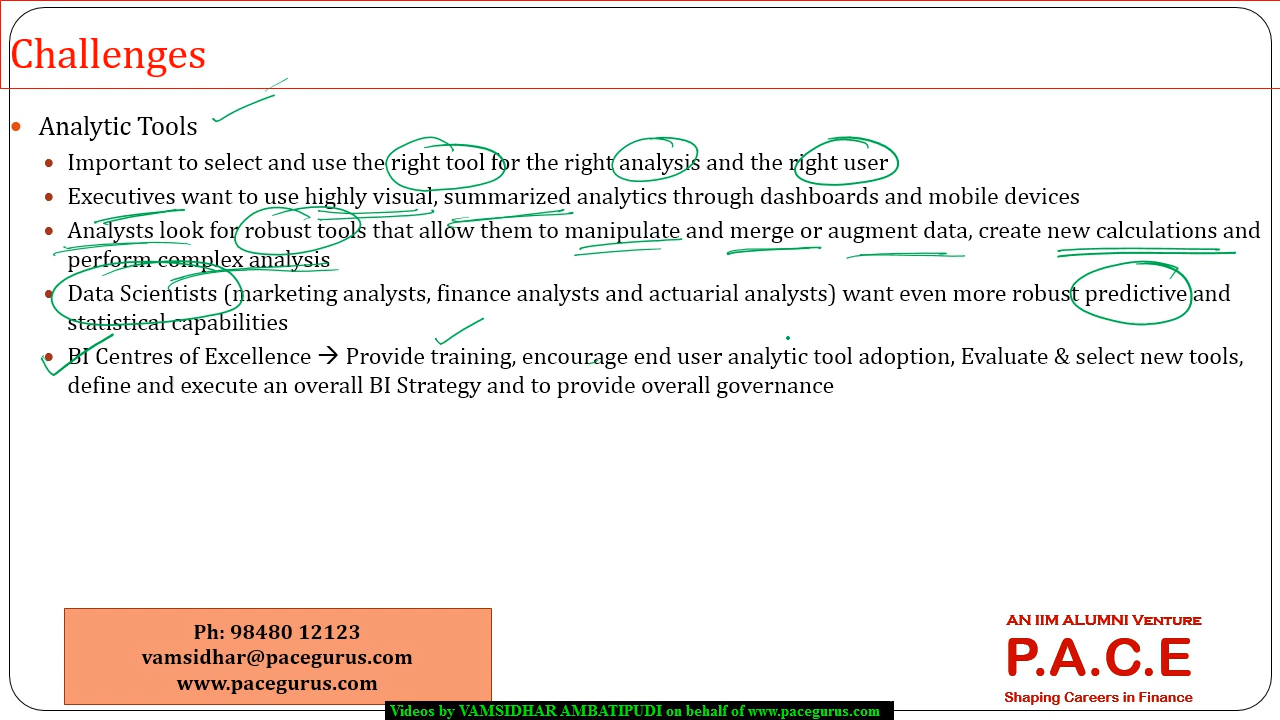 Challenges
Analytic Tools
Important to select and use the right tool for the right analysis and the right user
Executives want to use highly visual, summarized analytics through dashboards and mobile devices
Analysts look for robust tools that allow them to manipulate and merge or augment data, create new calculations and
perform complex analysis
Data Scientists (marketing analysts, finance analysts and actuarial analysts) want even more robust predictive and
statistical capabilities
BI Centres of Excellence → Provide training, encourage end user analytic tool adoption, Evaluate & select new tools,
define and execute an overall BI Strategy and to provide overall governance
Ph: 98480 12123
vamsidhar@pacegurus.com
www.pacegurus.com
AN IIM ALUMNI VENTURE
P.A.C.E
Shaping Careers in Finance
Videos by VAMSIDHAR AMBATIPUDI on behalf of www.pacegurus.com